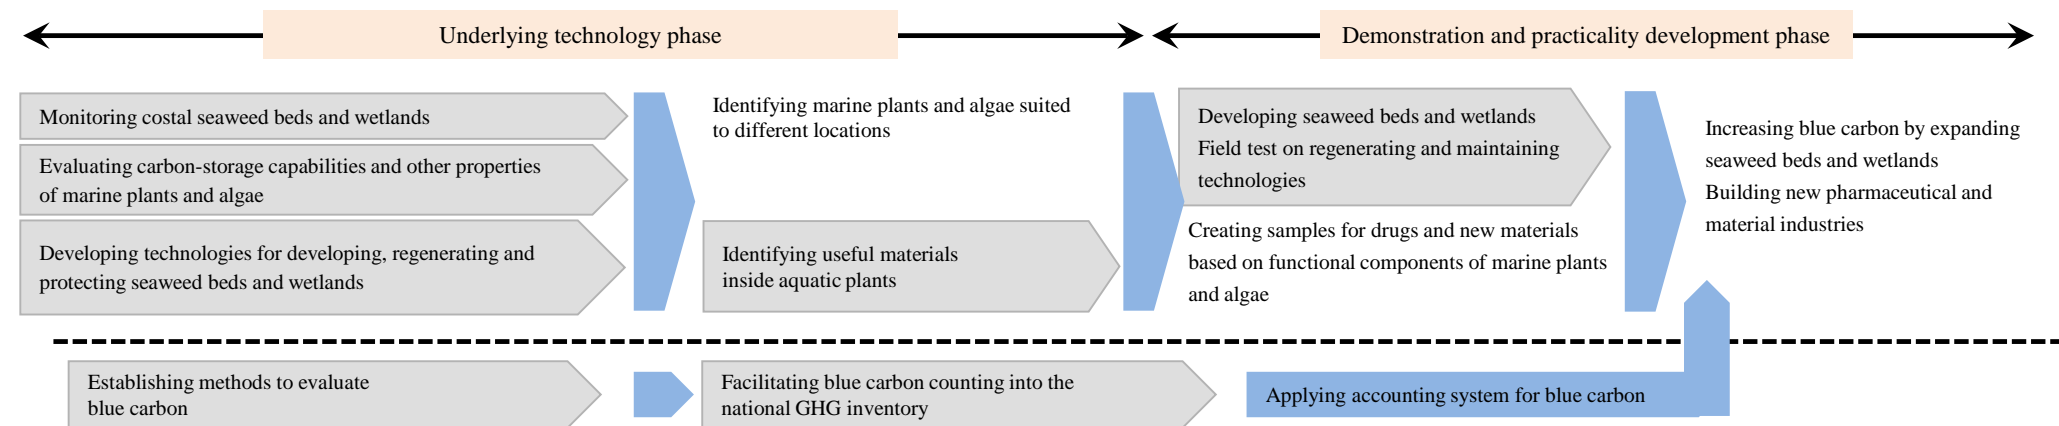 Underlying technology phase
Demonstration and practicality development phase
Monitoring costal seaweed beds and wetlands
Evaluating carbon-storage capabilities and other properties
of marine plants and algae
Developing technologies for developing, regenerating and
protecting seaweed beds and wetlands
Identifying marine plants and algae suited
to different locations
Identifying useful materials
inside aquatic plants
Developing seaweed beds and wetlands
Field test on regenerating and maintaining
technologies
Creating samples for drugs and new materials
based on functional components of marine plants
and algae
Increasing blue carbon by expanding
seaweed beds and wetlands
Building new pharmaceutical and
material industries
Establishing methods to evaluate
blue carbon
Facilitating blue carbon counting into the
national GHG inventory
Applying accounting system for blue carbon